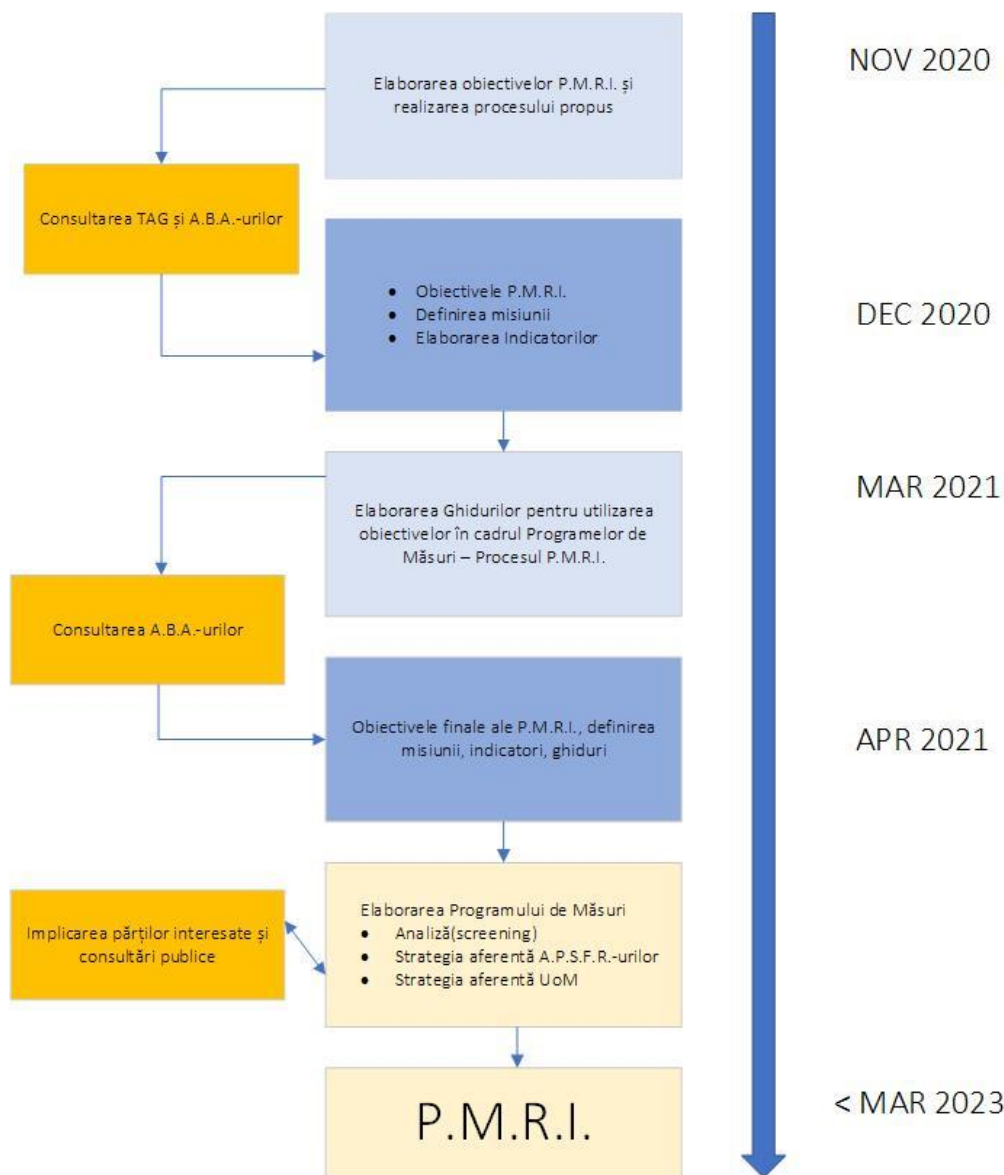 Elaborarea obiectivelor P.M.R.I. și
realizarea procesului propus
NOV 2020
Consultarea TAG și A.B.A.-urilor
• Obiectivele P.M.R.I.
• Definirea misiunii
• Elaborarea Indicatorilor
DEC 2020
Elaborarea Ghidurilor pentru utilizarea
obiectivelor în cadrul Programelor de
Măsuri – Procesul P.M.R.I.
MAR 2021
Consultarea A.B.A.-urilor
Obiectivele finale ale P.M.R.I., definirea
misiunii, indicatori, ghiduri
APR 2021
Implicarea părților interesate și
consultări publice
Elaborarea Programului de Măsuri
• Analiză(screening)
• Strategia aferentă A.P.S.F.R.-urilor
• Strategia aferentă UoM
P.M.R.I.
< MAR 2023